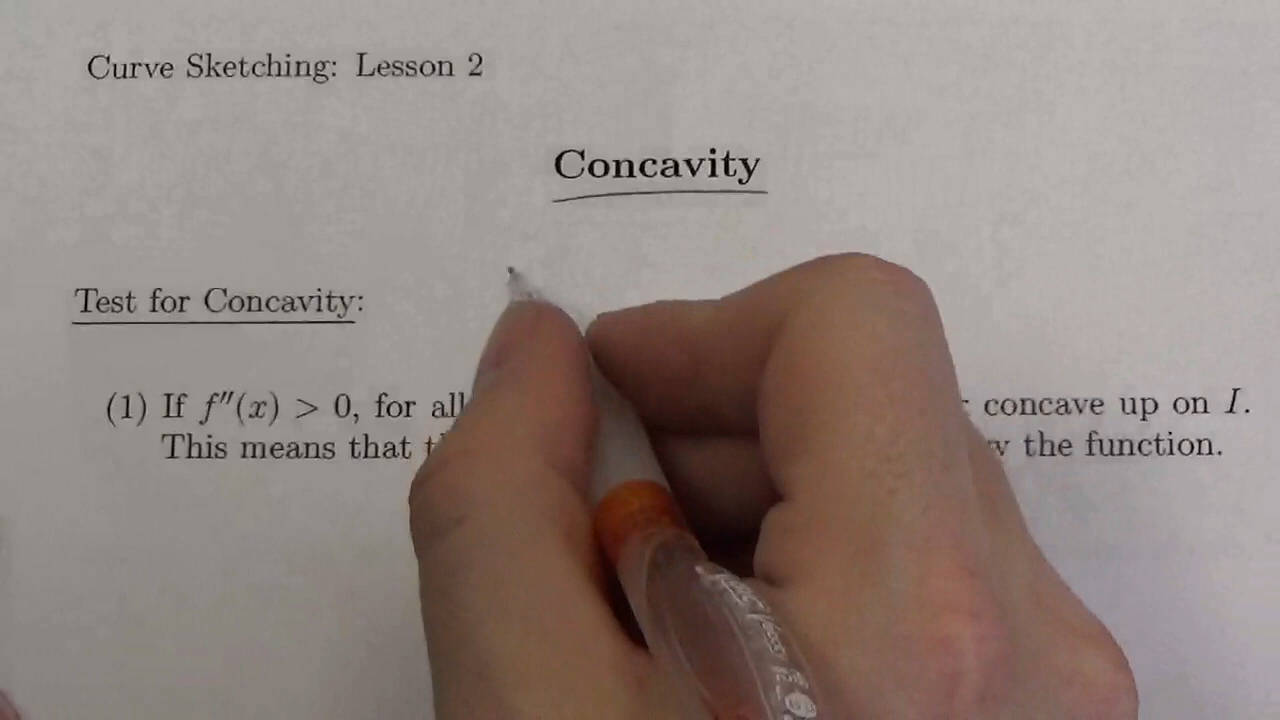 Curve Sketching: Lesson 2
Concavity
Test for Concavity:
(1) If f″(x) > 0, for all concave up on I.
This means that the function.